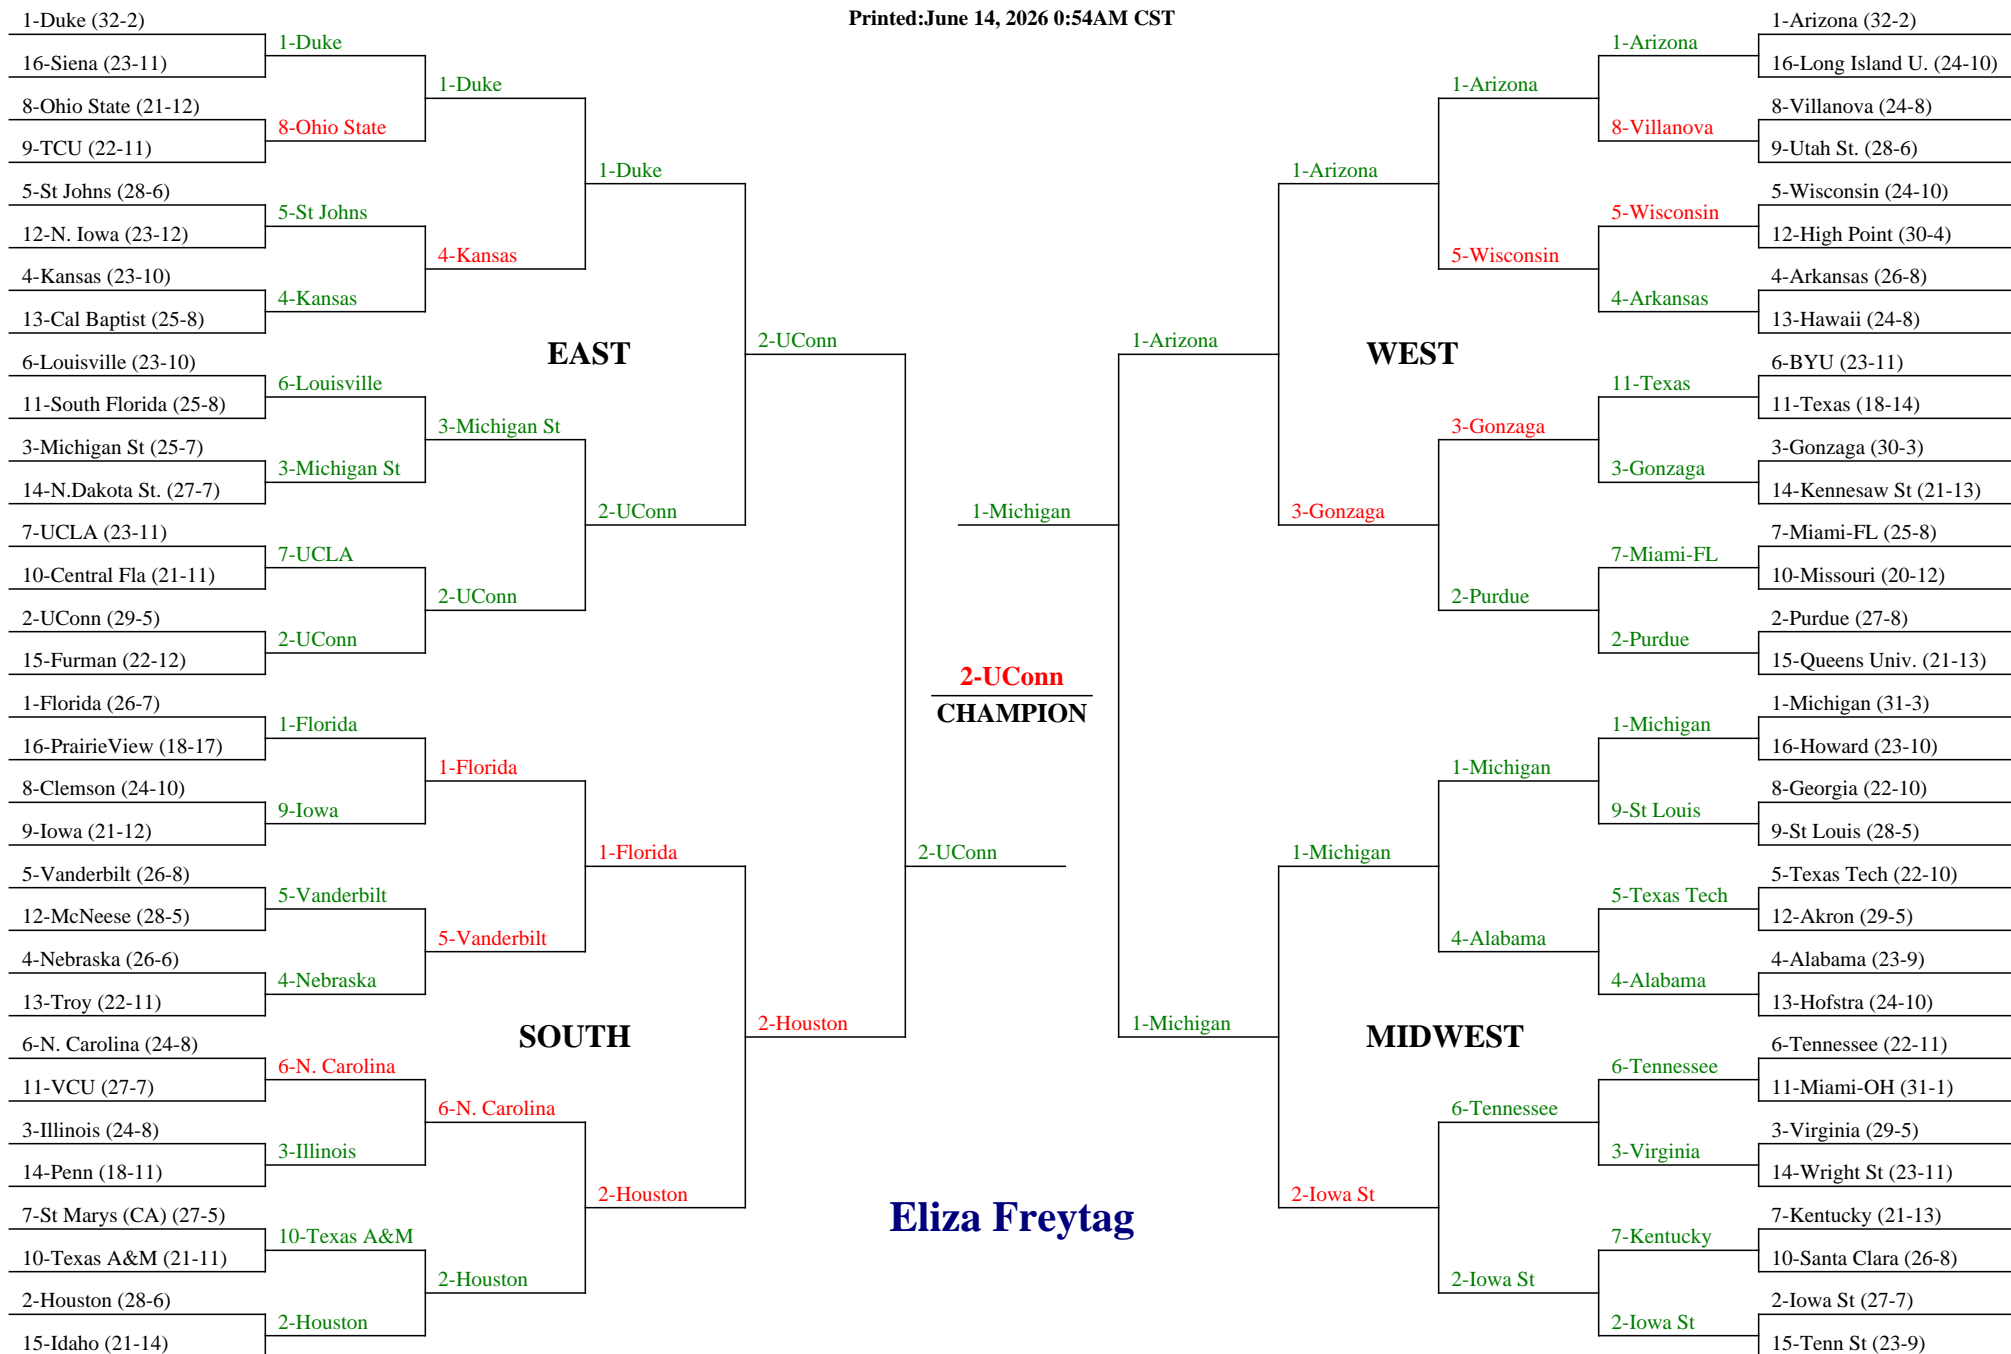 Printed:June 14, 2026 0:54AM CST
1-Duke (32-2)
16-Siena (23-11)
8-Ohio State (21-12)
9-TCU (22-11)
5-St Johns (28-6)
12-N. Iowa (23-12)
4-Kansas (23-10)
13-Cal Baptist (25-8)
6-Louisville (23-10)
11-South Florida (25-8)
3-Michigan St (25-7)
14-N.Dakota St. (27-7)
7-UCLA (23-11)
10-Central Fla (21-11)
2-UConn (29-5)
15-Furman (22-12)
1-Florida (26-7)
16-PrairieView (18-17)
8-Clemson (24-10)
9-Iowa (21-12)
5-Vanderbilt (26-8)
12-McNeese (28-5)
4-Nebraska (26-6)
13-Troy (22-11)
6-N. Carolina (24-8)
11-VCU (27-7)
3-Illinois (24-8)
14-Penn (18-11)
7-St Marys (CA) (27-5)
10-Texas A&M (21-11)
2-Houston (28-6)
15-Idaho (21-14)
1-Duke
8-Ohio State
5-St Johns
4-Kansas
6-Louisville
3-Michigan St
7-UCLA
2-UConn
1-Florida
9-Iowa
5-Vanderbilt
4-Nebraska
6-N. Carolina
3-Illinois
10-Texas A&M
2-Houston
1-Duke
4-Kansas
3-Michigan St
2-UConn
1-Florida
5-Vanderbilt
6-N. Carolina
2-Houston
1-Duke
2-UConn
1-Florida
2-Houston
EAST
SOUTH
2-UConn
2-Houston
2-UConn
1-Michigan
2-UConn
CHAMPION
Eliza Freytag
1-Arizona
1-Michigan
WEST
MIDWEST
1-Arizona
3-Gonzaga
1-Michigan
2-Iowa St
1-Arizona
5-Wisconsin
3-Gonzaga
2-Purdue
1-Michigan
4-Alabama
6-Tennessee
2-Iowa St
1-Arizona
8-Villanova
5-Wisconsin
4-Arkansas
11-Texas
3-Gonzaga
7-Miami-FL
2-Purdue
1-Michigan
9-St Louis
5-Texas Tech
4-Alabama
6-Tennessee
3-Virginia
7-Kentucky
2-Iowa St
1-Arizona (32-2)
16-Long Island U. (24-10)
8-Villanova (24-8)
9-Utah St. (28-6)
5-Wisconsin (24-10)
12-High Point (30-4)
4-Arkansas (26-8)
13-Hawaii (24-8)
6-BYU (23-11)
11-Texas (18-14)
3-Gonzaga (30-3)
14-Kennesaw St (21-13)
7-Miami-FL (25-8)
10-Missouri (20-12)
2-Purdue (27-8)
15-Queens Univ. (21-13)
1-Michigan (31-3)
16-Howard (23-10)
8-Georgia (22-10)
9-St Louis (28-5)
5-Texas Tech (22-10)
12-Akron (29-5)
4-Alabama (23-9)
13-Hofstra (24-10)
6-Tennessee (22-11)
11-Miami-OH (31-1)
3-Virginia (29-5)
14-Wright St (23-11)
7-Kentucky (21-13)
10-Santa Clara (26-8)
2-Iowa St (27-7)
15-Tenn St (23-9)